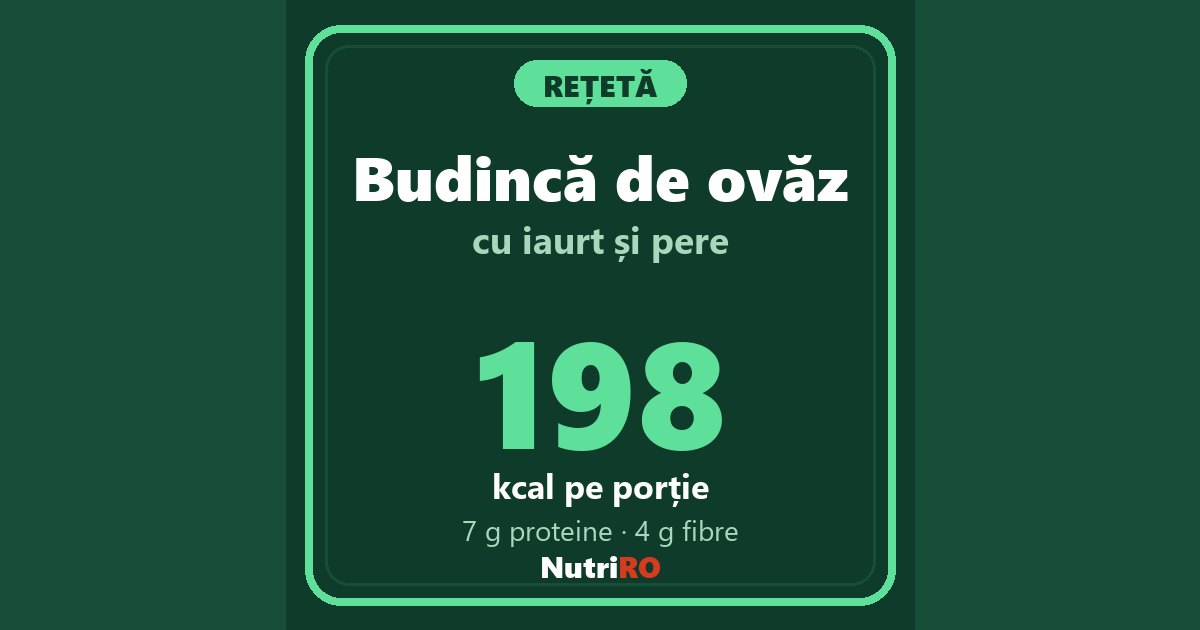 REȚETĂ
Budincă de ovăz
cu iaurt și pere
198
kcal pe porție
7 g proteine · 4 g fibre
NutriRO